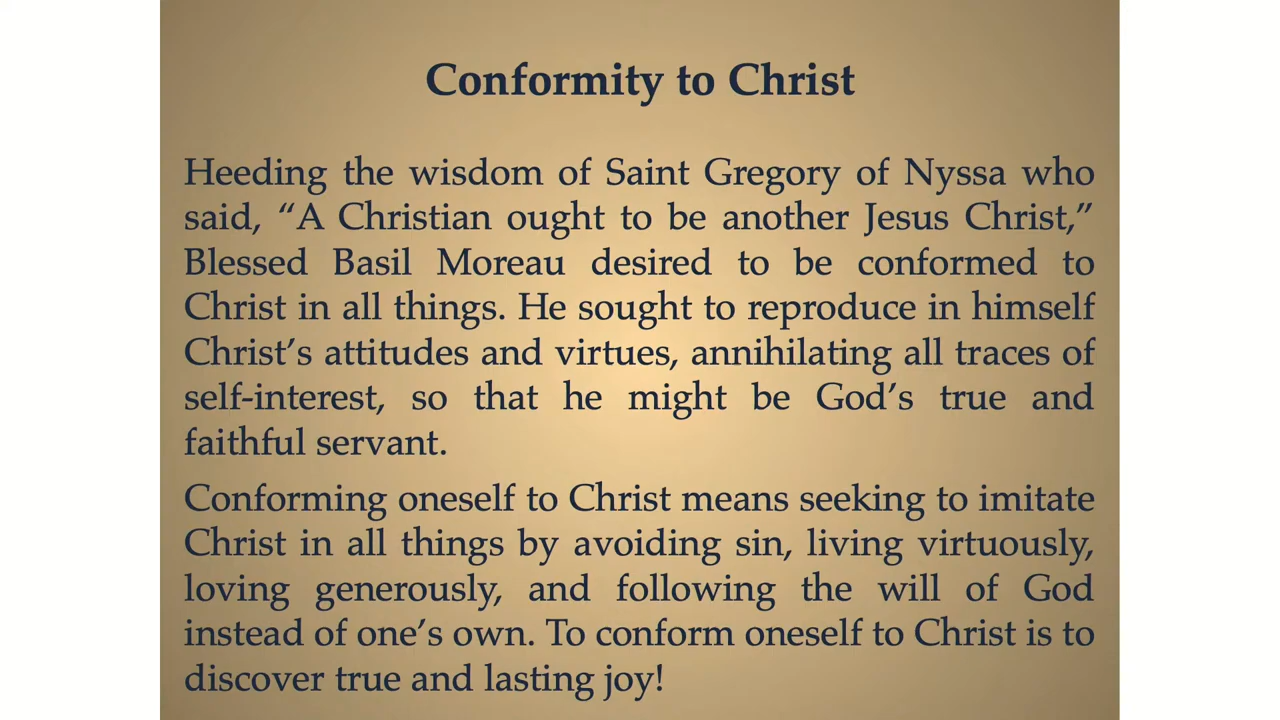 Conformity to Christ
Heeding the wisdom of Saint Gregory of Nyssa who
said, “A Christian ought to be another Jesus Christ,”
Blessed Basil Moreau desired to be conformed to
Christ in all things. He sought to reproduce in himself
Christ’s attitudes and virtues, annihilating all traces of
self-interest, so that he might be God’s true and
faithful servant.
Conforming oneself to Christ means seeking to imitate
Christ in all things by avoiding sin, living virtuously,
loving generously, and following the will of God
instead of one’s own. To conform oneself to Christ is to
discover true and lasting joy!